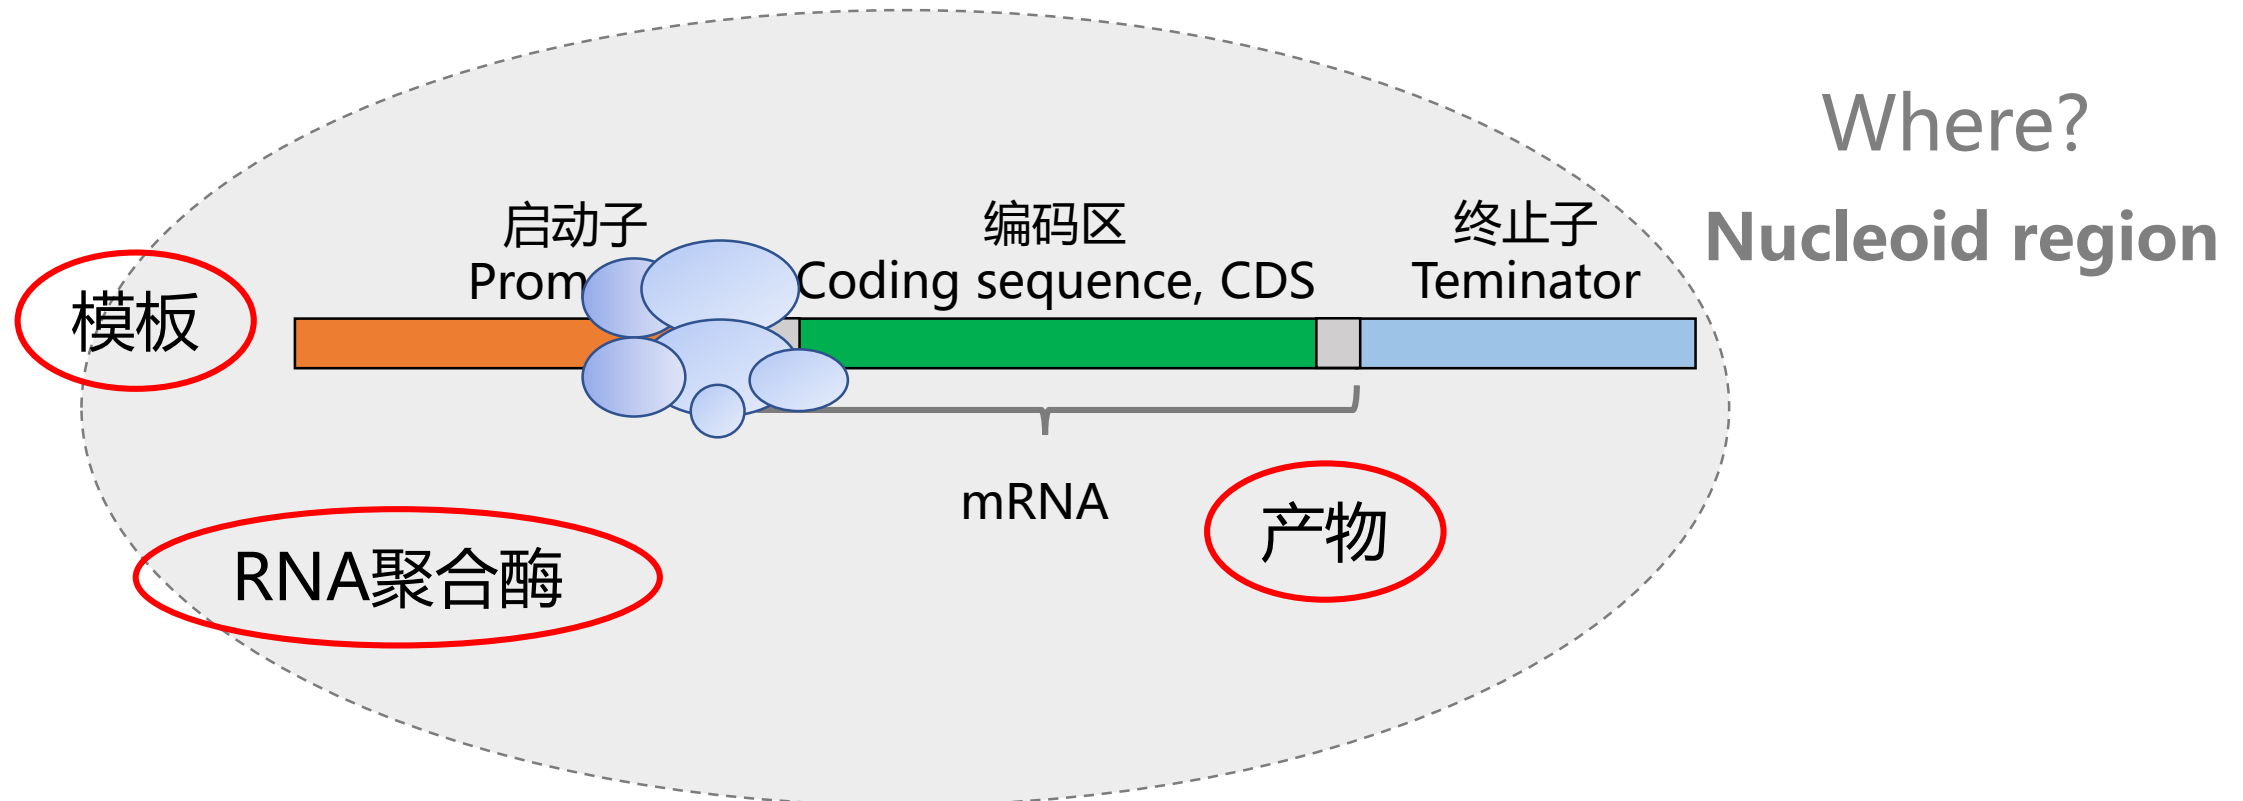 Where?
Nucleoid region
启动子
Prom
编码区
Coding sequence, CDS
终止子
Teminator
模板
mRNA
产物
RNA聚合酶